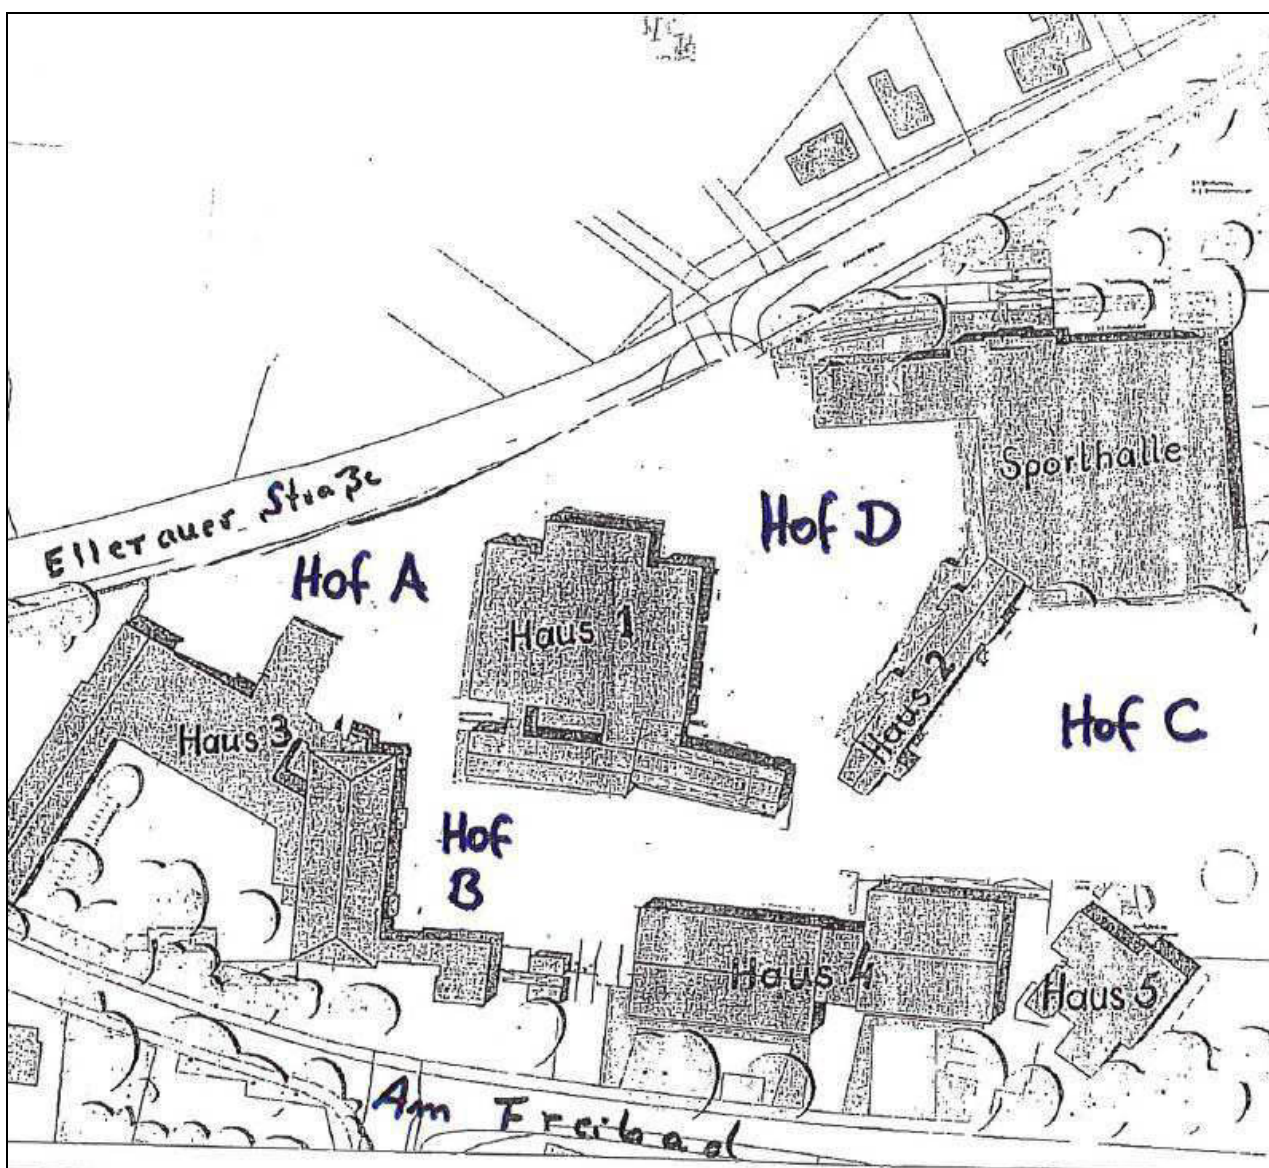 Ellerauer Straße
Hof A
Hof D
Sporthalle
Haus 1
Haus 2
Hof C
Haus 3
Hof
B
Haus 4
Haus 5
Am Freibad